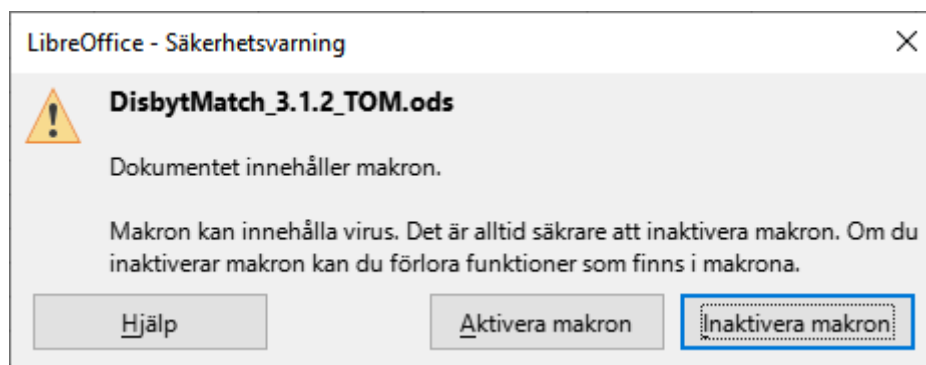 LibreOffice - Säkerhetsvarning
DisbytMatch_3.1.2_TOM.ods
Dokumentet innehåller makron.
Makron kan innehålla virus. Det är alltid säkrare att inaktivera makron. Om du
inaktiverar makron kan du förlora funktioner som finns i makrona.
Hjälp
Aktivera makron
Inaktivera makron